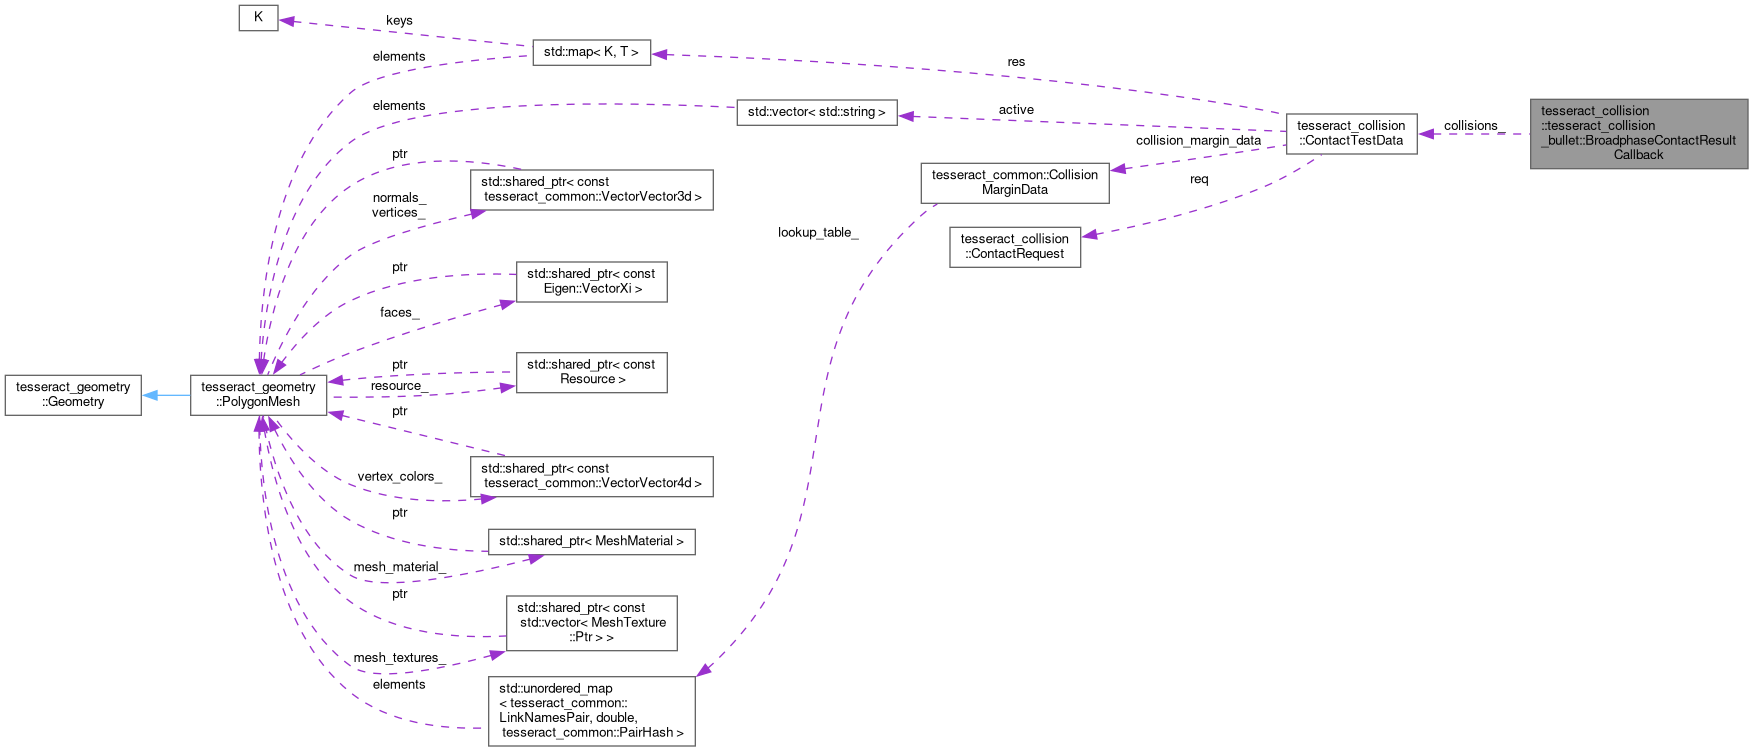 K
keys
std::map< K, T >
elements
res
elements
std::vector< std::string >
active
tesseract_collision
::ContactTestData
collisions_
tesseract_collision
::tesseract_collision
_bullet::BroadphaseContactResult
Callback
collision_margin_data
ptr
std::shared_ptr< const
tesseract_common::VectorVector3d >
tesseract_common::Collision
MarginData
req
normals_
vertices_
lookup_table_
tesseract_collision
::ContactRequest
ptr
std::shared_ptr< const
Eigen::VectorXi >
faces_
ptr
std::shared_ptr< const
Resource >
resource_
tesseract_geometry
::Geometry
tesseract_geometry
::PolygonMesh
ptr
std::shared_ptr< const
tesseract_common::VectorVector4d >
vertex_colors_
ptr
std::shared_ptr< MeshMaterial >
mesh_material_
ptr
std::shared_ptr< const
std::vector< MeshTexture
::Ptr > >
mesh_textures_
elements
std::unordered_map
< tesseract_common::
LinkNamesPair, double,
tesseract_common::PairHash >